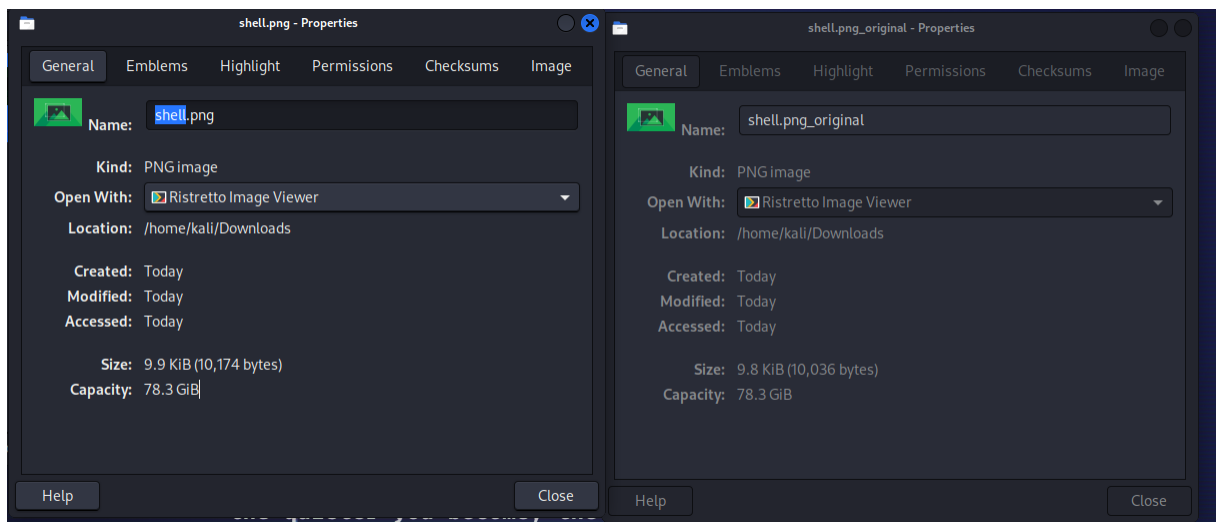 shell.png - Properties
General Emblems Highlight Permissions Checksums Image
Name: shell.png
Kind: PNG image
Open With: Ristretto Image Viewer
Location: /home/kali/Downloads
Created: Today
Modified: Today
Accessed: Today
Size: 9.9 KiB (10,174 bytes)
Capacity: 78.3 GiB
Help Close
shell.png_original - Properties
General Emblems Highlight Permissions Checksums Image
Name: shell.png_original
Kind: PNG image
Open With: Ristretto Image Viewer
Location: /home/kali/Downloads
Created: Today
Modified: Today
Accessed: Today
Size: 9.8 KiB (10,036 bytes)
Capacity: 78.3 GiB
Help Close